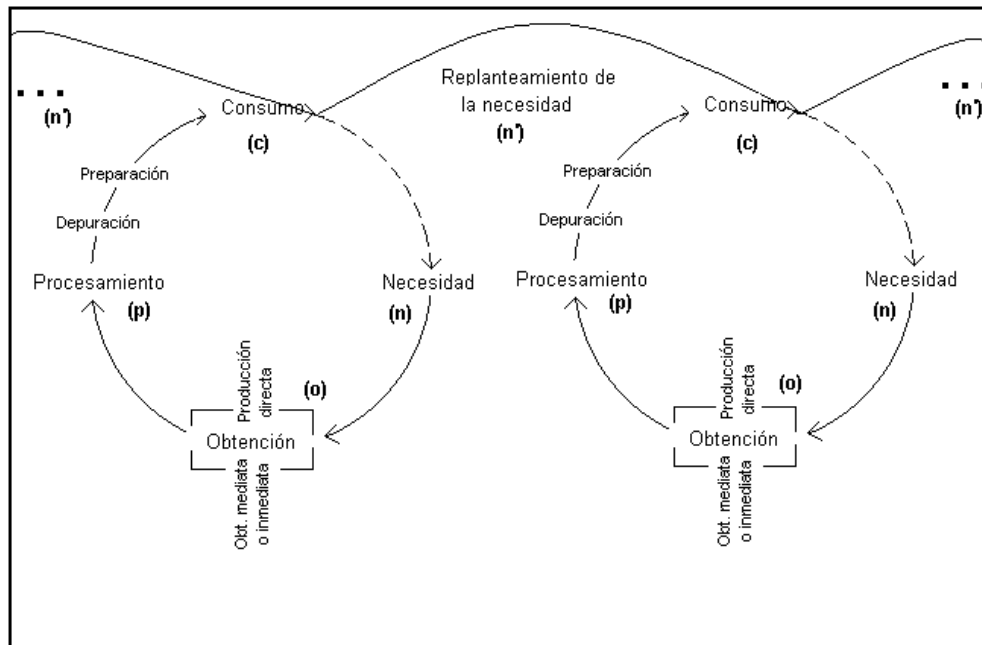 . . .
(n')
Consumo
(c)
Preparación
Depuración
Procesamiento
(p)
Necesidad
(n)
Producción
directa
(o)
Obtención
Obt. mediata
o inmediata
Replanteamiento de
la necesidad
(n')
Consumo
(c)
Preparación
Depuración
Procesamiento
(p)
Necesidad
(n)
Producción
directa
(o)
Obtención
Obt. mediata
o inmediata
. . .
(n')